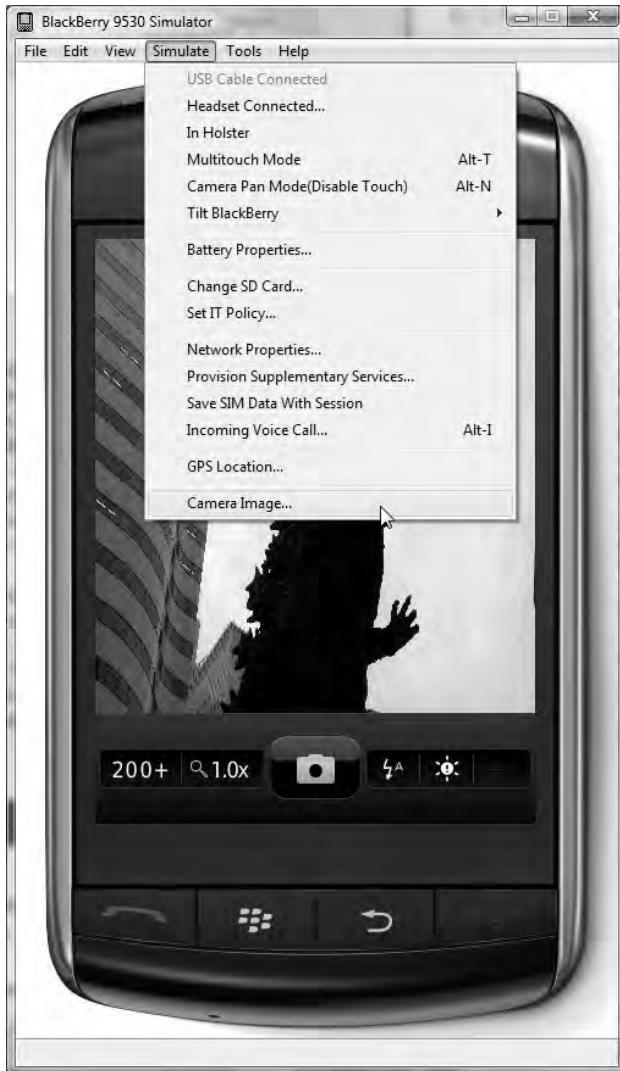 BlackBerry 9530 Simulator
File Edit View Simulate Tools Help
USB Cable Connected
Headset Connected...
In Holster
Multitouch Mode Alt-T
Camera Pan Mode(Disable Touch) Alt-N
Tilt BlackBerry
Battery Properties...
Change SD Card...
Set IT Policy...
Network Properties...
Provision Supplementary Services...
Save SIM Data With Session
Incoming Voice Call... Alt-I
GPS Location...
Camera Image...
200+ 1.0x A